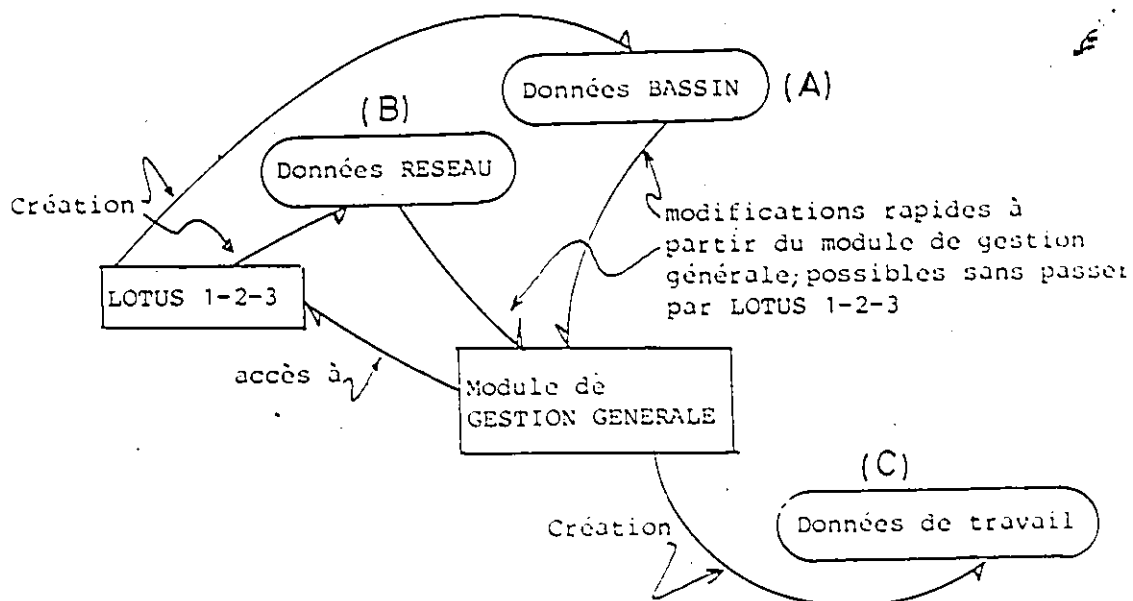 Données BASSIN (A)
(B)
Données RESEAU
Création
modifications rapides à
partir du module de gestion
générale; possibles sans passer
par LOTUS 1-2-3
LOTUS 1-2-3
accès à
Module de
GESTION GENERALE
(C)
Données de travail
Création